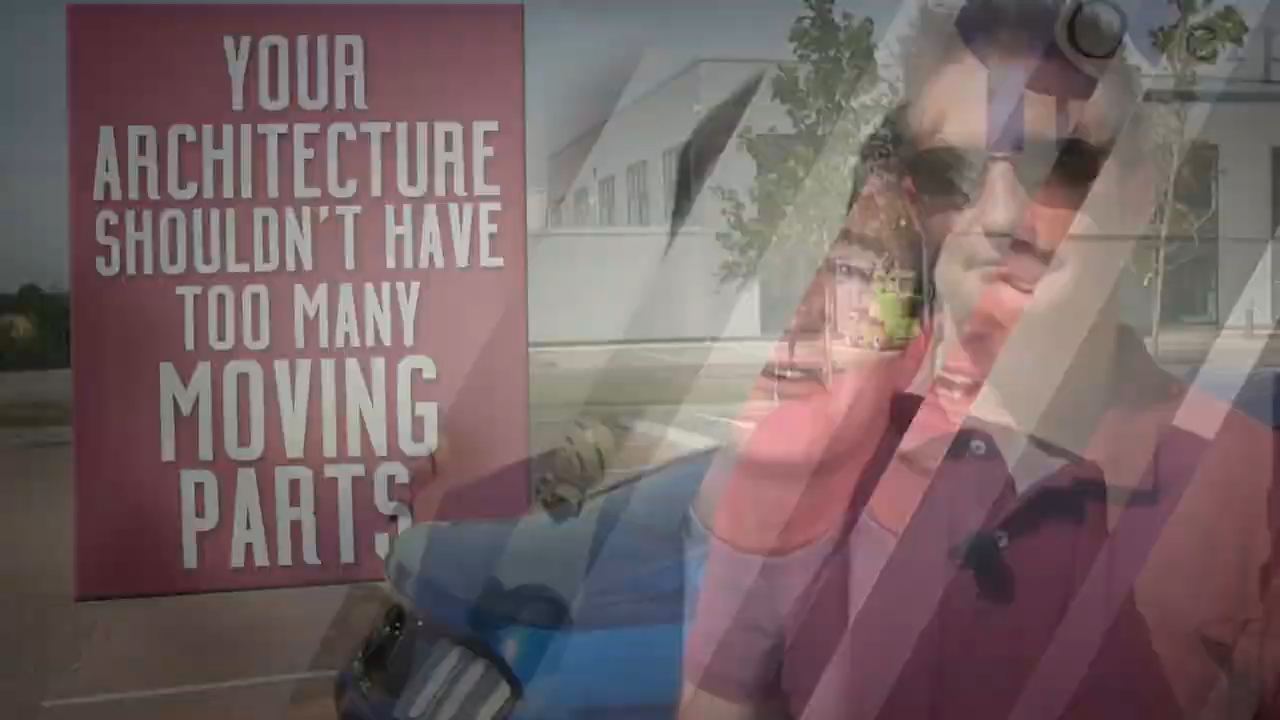 YOUR
ARCHITECTURE
SHOULDN'T HAVE
TOO MANY
MOVING
PARTS